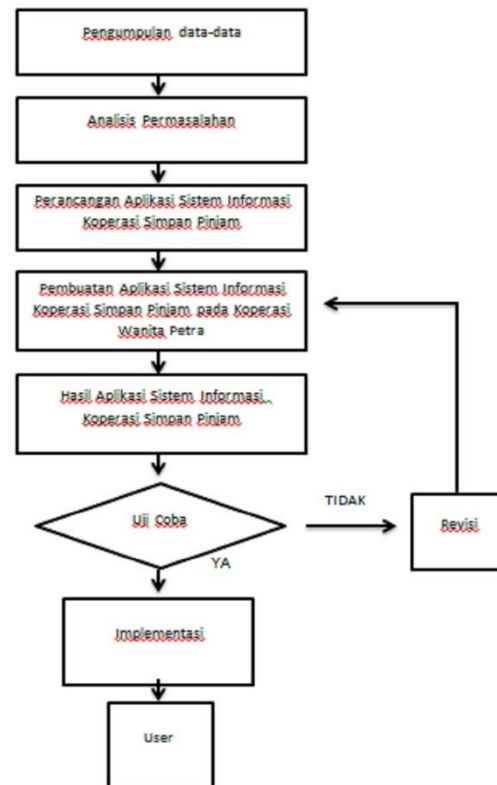 Pengumpulan data-data
Analisis Permasalahan
Perancangan Aplikasi Sistem Informasi
Koperasi Simpan Pinjam
Pembuatan Aplikasi Sistem Informasi
Koperasi Simpan Pinjam pada Koperasi
Wanita Petra
Hasil Aplikasi Sistem Informasi
Koperasi Simpan Pinjam
Uji Coba
TIDAK
Revisi
YA
Implementasi
User